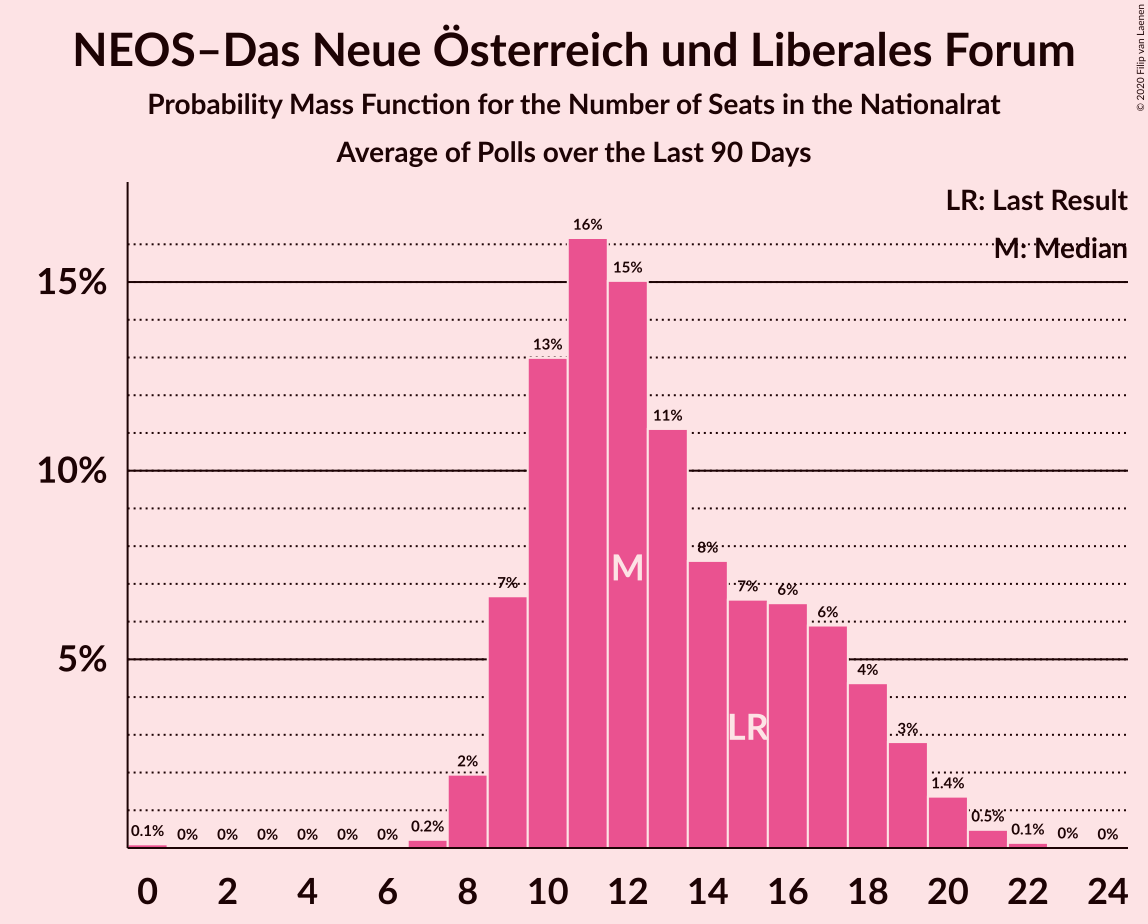 NEOS–Das Neue Österreich und Liberales Forum
Probability Mass Function for the Number of Seats in the Nationalrat
Average of Polls over the Last 90 Days
© 2020 Filip van Laenen
LR: Last Result
M: Median
15%
10%
5%
0.1% 0% 0% 0% 0% 0% 0% 0.2% 2% 7% 13% 16% 15% 11% 8% 7% 6% 6% 4% 3% 1.4% 0.5% 0.1% 0% 0%
M
LR
0 2 4 6 8 10 12 14 16 18 20 22 24